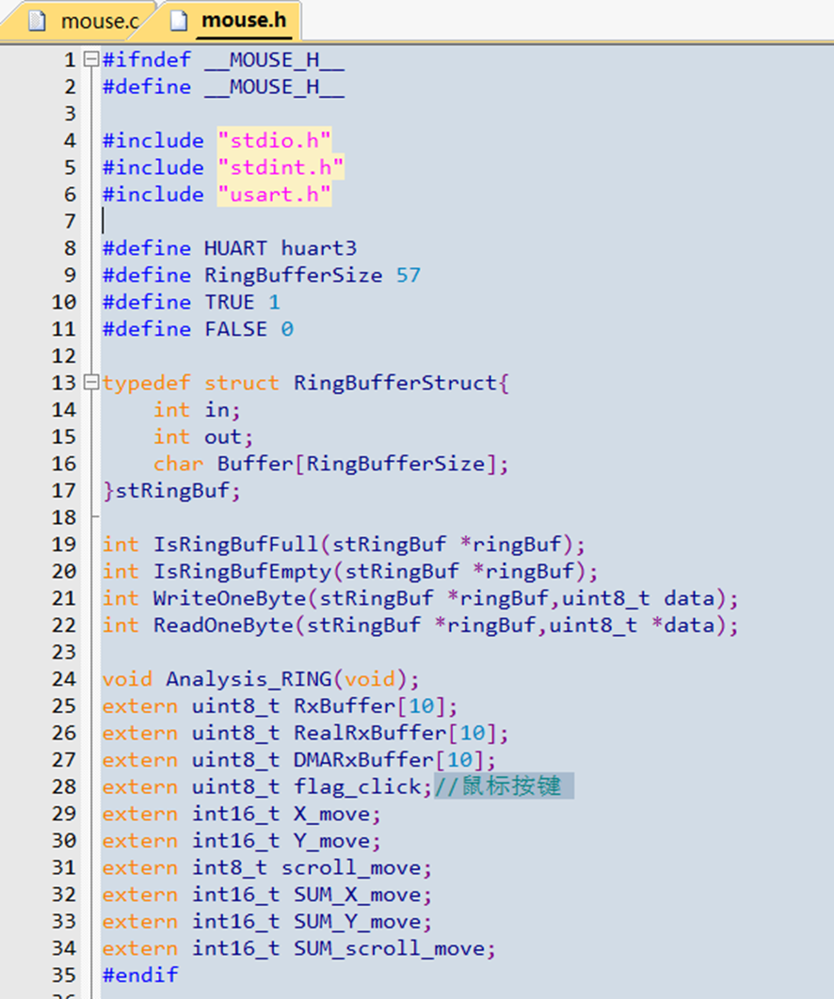 mouse.c mouse.h
1 #ifndef __MOUSE_H__
2 #define __MOUSE_H__
3
4 #include "stdio.h"
5 #include "stdint.h"
6 #include "usart.h"
7
8 #define HUART huart3
9 #define RingBufferSize 57
10 #define TRUE 1
11 #define FALSE 0
12
13 typedef struct RingBufferStruct{
14     int in;
15     int out;
16     char Buffer[RingBufferSize];
17 }stRingBuf;
18
19 int IsRingBufFull(stRingBuf *ringBuf);
20 int IsRingBufEmpty(stRingBuf *ringBuf);
21 int WriteOneByte(stRingBuf *ringBuf,uint8_t data);
22 int ReadOneByte(stRingBuf *ringBuf,uint8_t *data);
23
24 void Analysis_RING(void);
25 extern uint8_t RxBuffer[10];
26 extern uint8_t RealRxBuffer[10];
27 extern uint8_t DMARxBuffer[10];
28 extern uint8_t flag_click;//鼠标按键
29 extern int16_t X_move;
30 extern int16_t Y_move;
31 extern int8_t scroll_move;
32 extern int16_t SUM_X_move;
33 extern int16_t SUM_Y_move;
34 extern int16_t SUM_scroll_move;
35 #endif